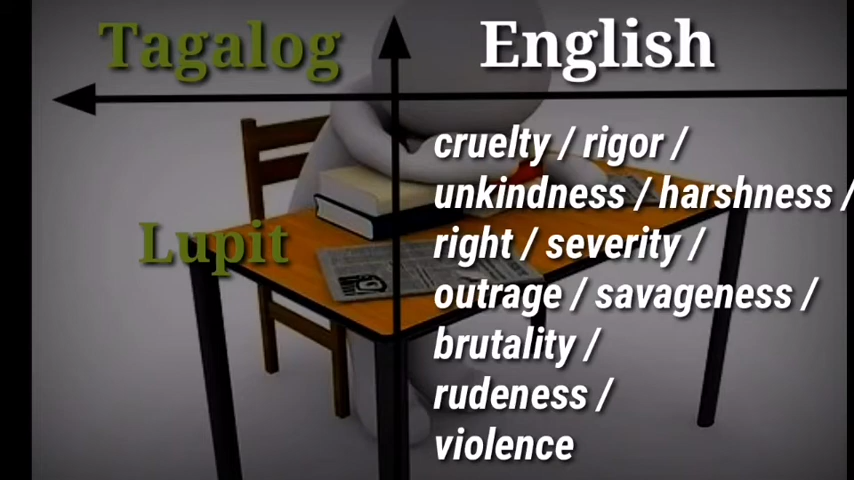 Tagalog
English
Lupit
cruelty / rigor /
unkindness / harshness /
right / severity /
outrage / savageness /
brutality /
rudeness /
violence